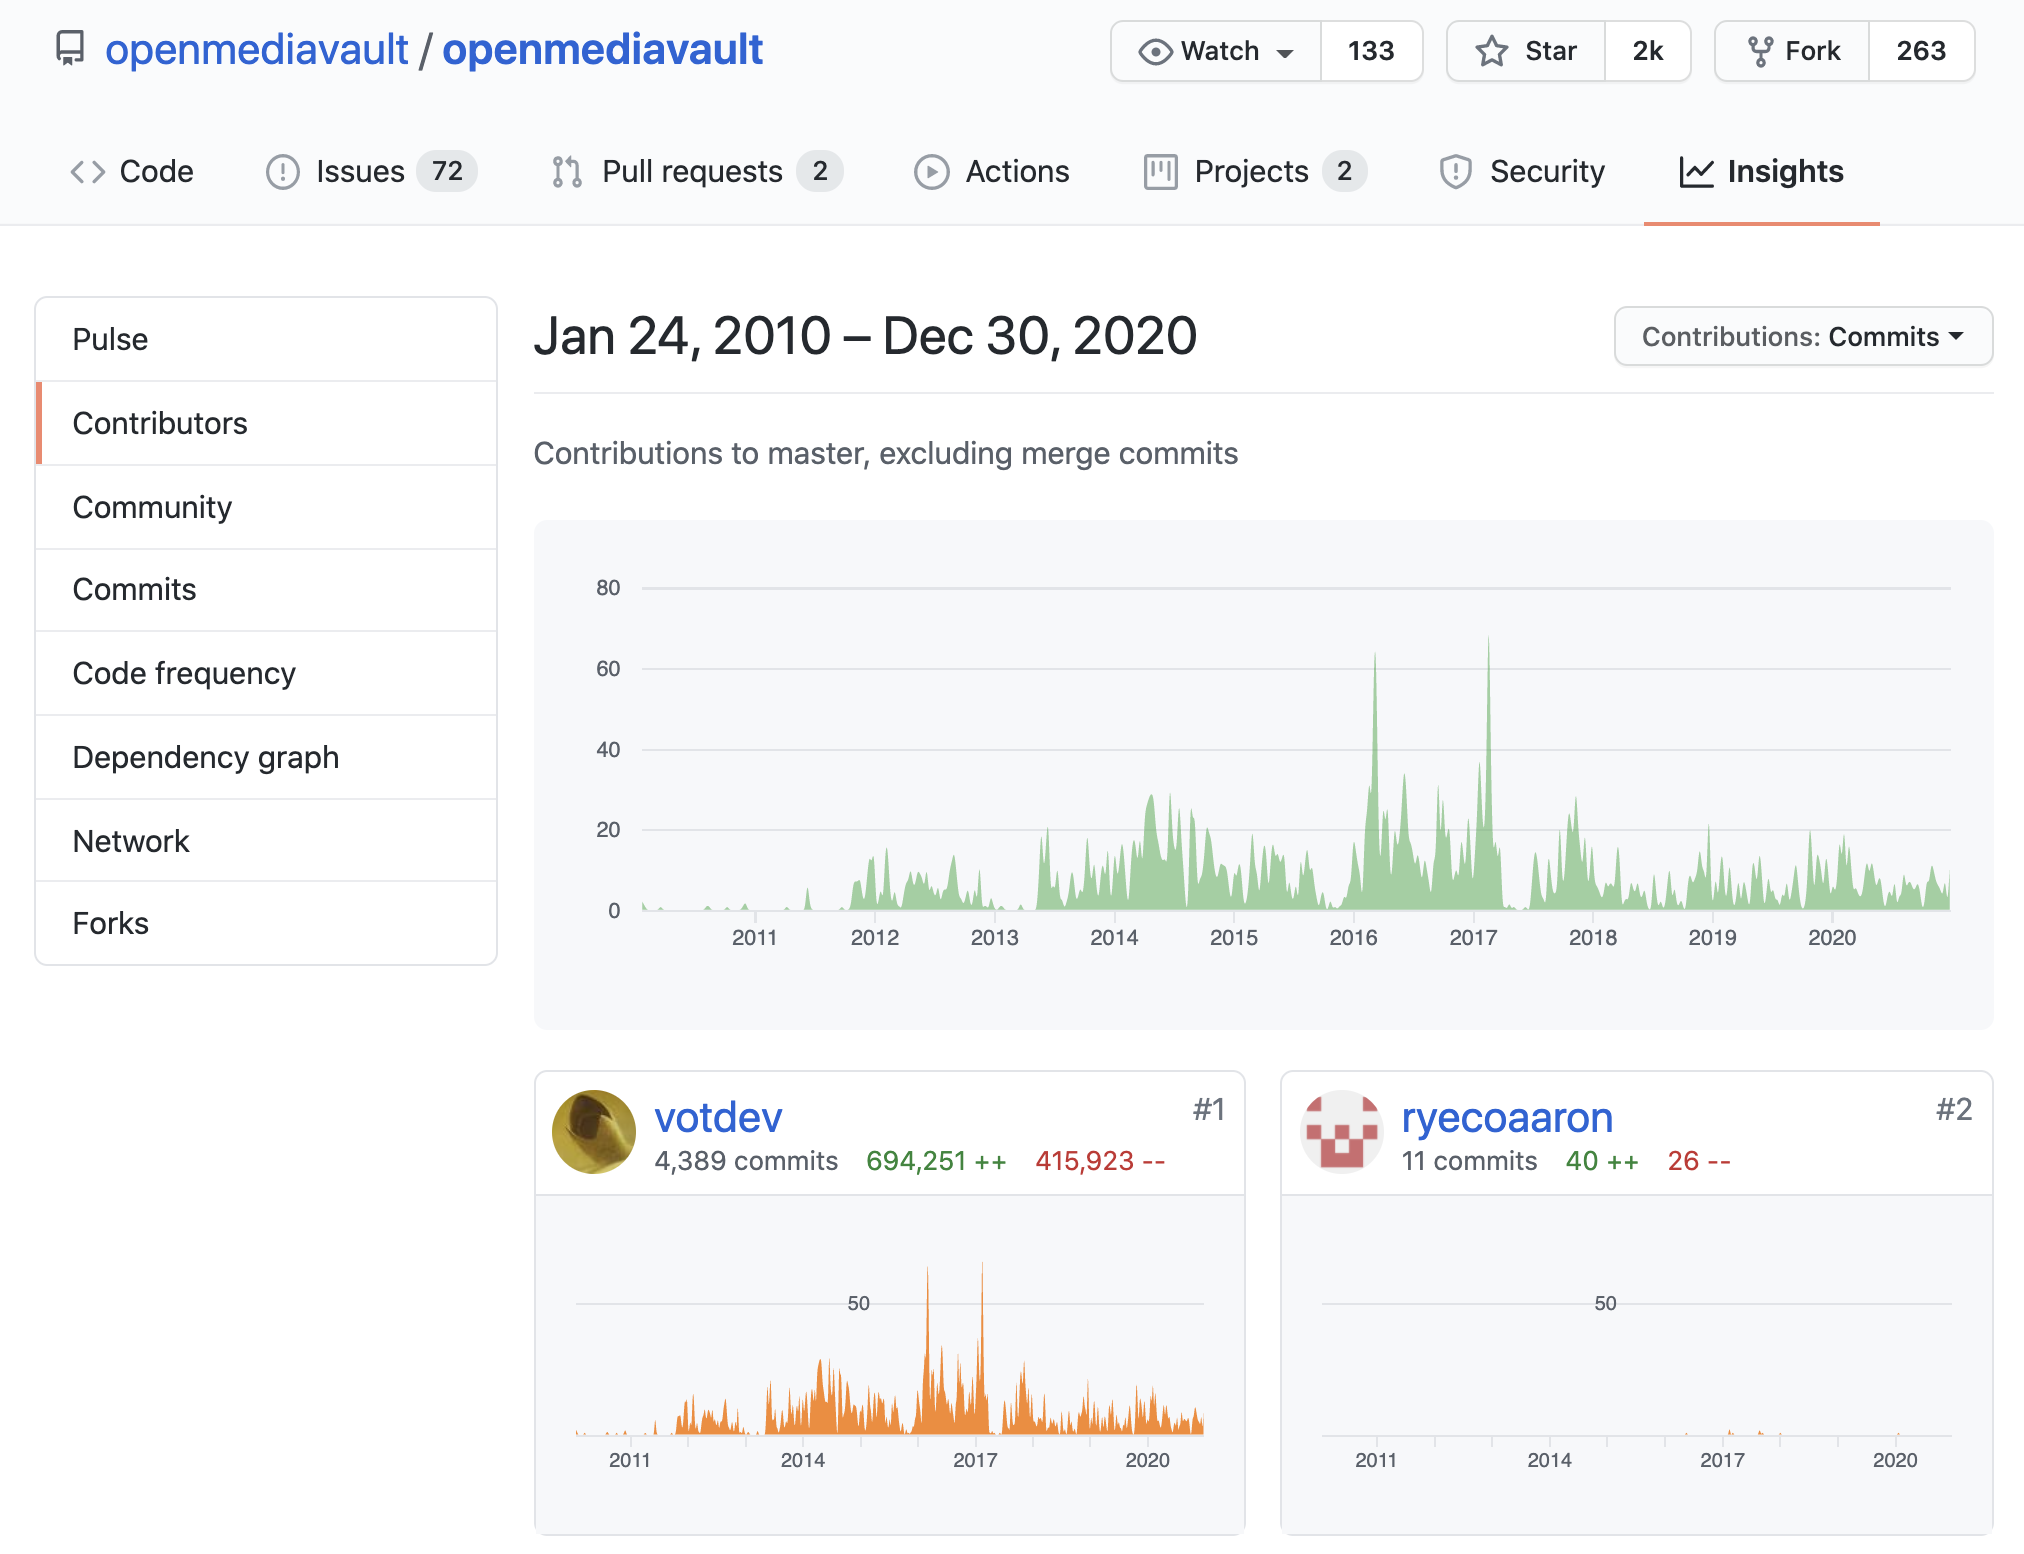 openmediavault / openmediavault
Watch 133
Star 2k
Fork 263
Code
Issues 72
Pull requests 2
Actions
Projects 2
Security
Insights
Pulse
Contributors
Community
Commits
Code frequency
Dependency graph
Network
Forks
Jan 24, 2010 – Dec 30, 2020
Contributions: Commits
Contributions to master, excluding merge commits
80
60
40
20
0
2011 2012 2013 2014 2015 2016 2017 2018 2019 2020
votdev #1
4,389 commits 694,251 ++ 415,923 --
50
2011 2014 2017 2020
ryecoaaron #2
11 commits 40 ++ 26 --
50
2011 2014 2017 2020